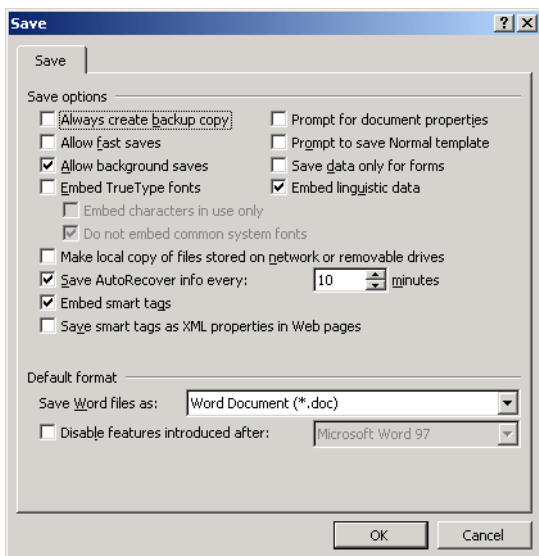 Save
Save
Save options
Always create backup copy
Prompt for document properties
Allow fast saves
Prompt to save Normal template
Allow background saves
Save data only for forms
Embed TrueType fonts
Embed linguistic data
Embed characters in use only
Do not embed common system fonts
Make local copy of files stored on network or removable drives
Save AutoRecover info every: 10 minutes
Embed smart tags
Save smart tags as XML properties in Web pages
Default format
Save Word files as: Word Document (*.doc)
Disable features introduced after: Microsoft Word 97
OK Cancel